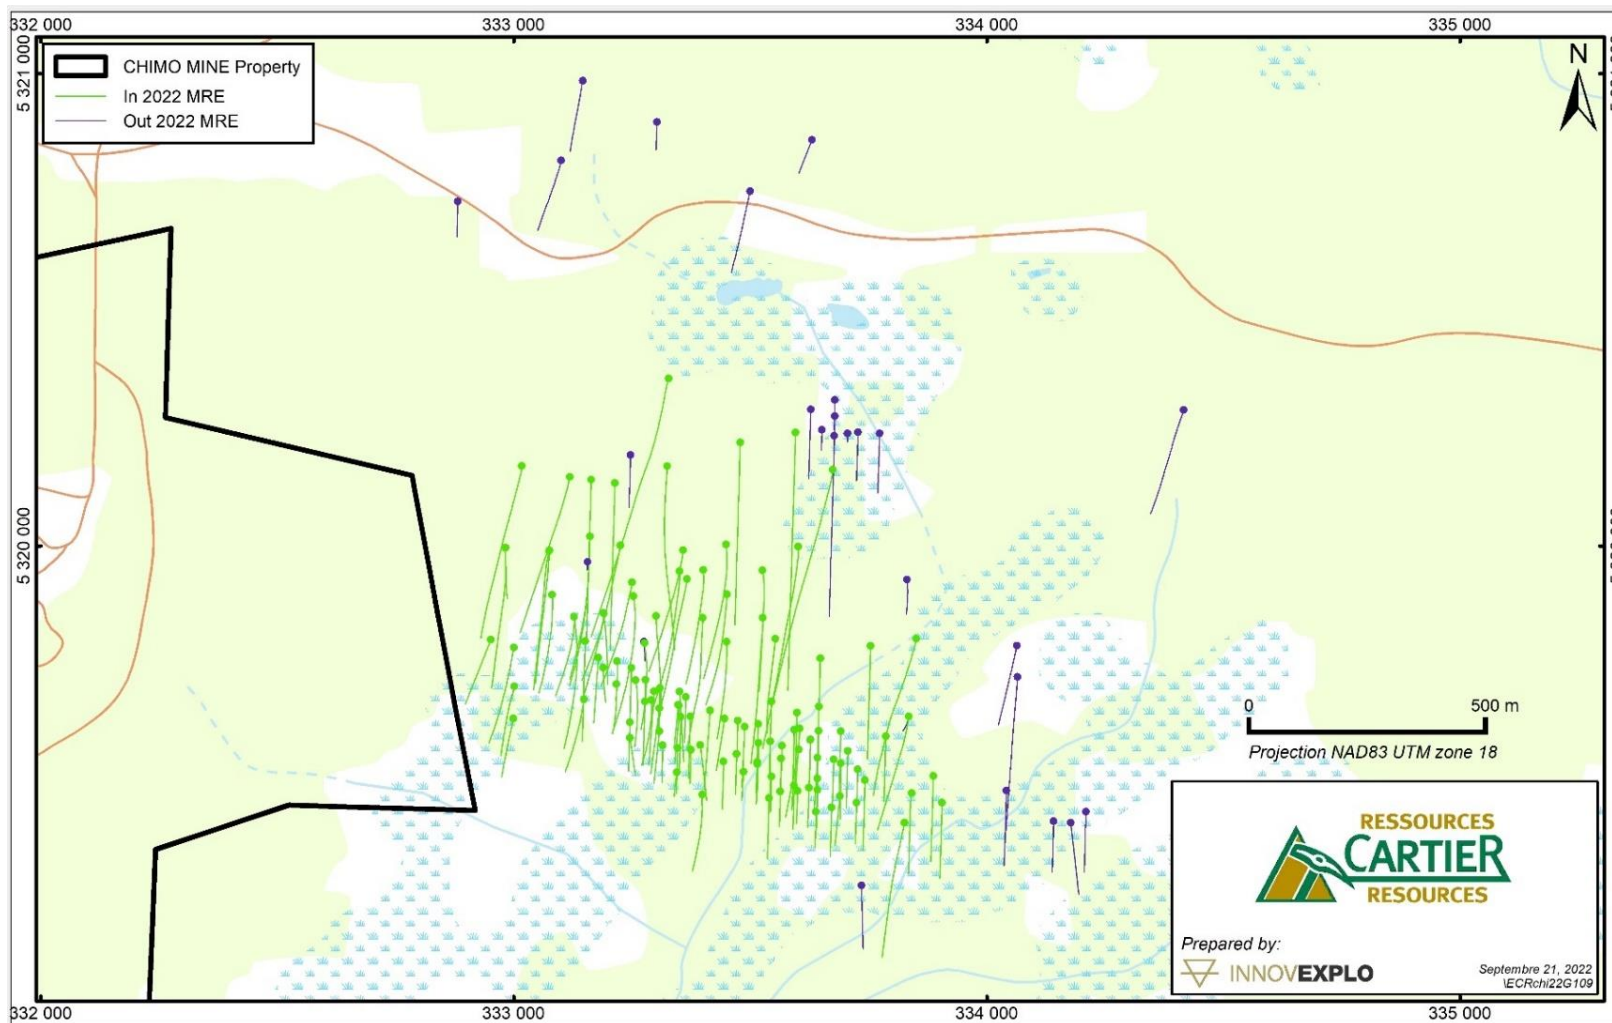 332 000
333 000
334 000
335 000
5 321 000
CHIMO MINE Property
In 2022 MRE
Out 2022 MRE
N
5 320 000
0
500 m
Projection NAD83 UTM zone 18
RESSOURCES
CARTIER
RESOURCES
Prepared by:
INNOVEXPLO
Septembre 21, 2022
\ECRchi22G109
332 000
333 000
334 000
335 000